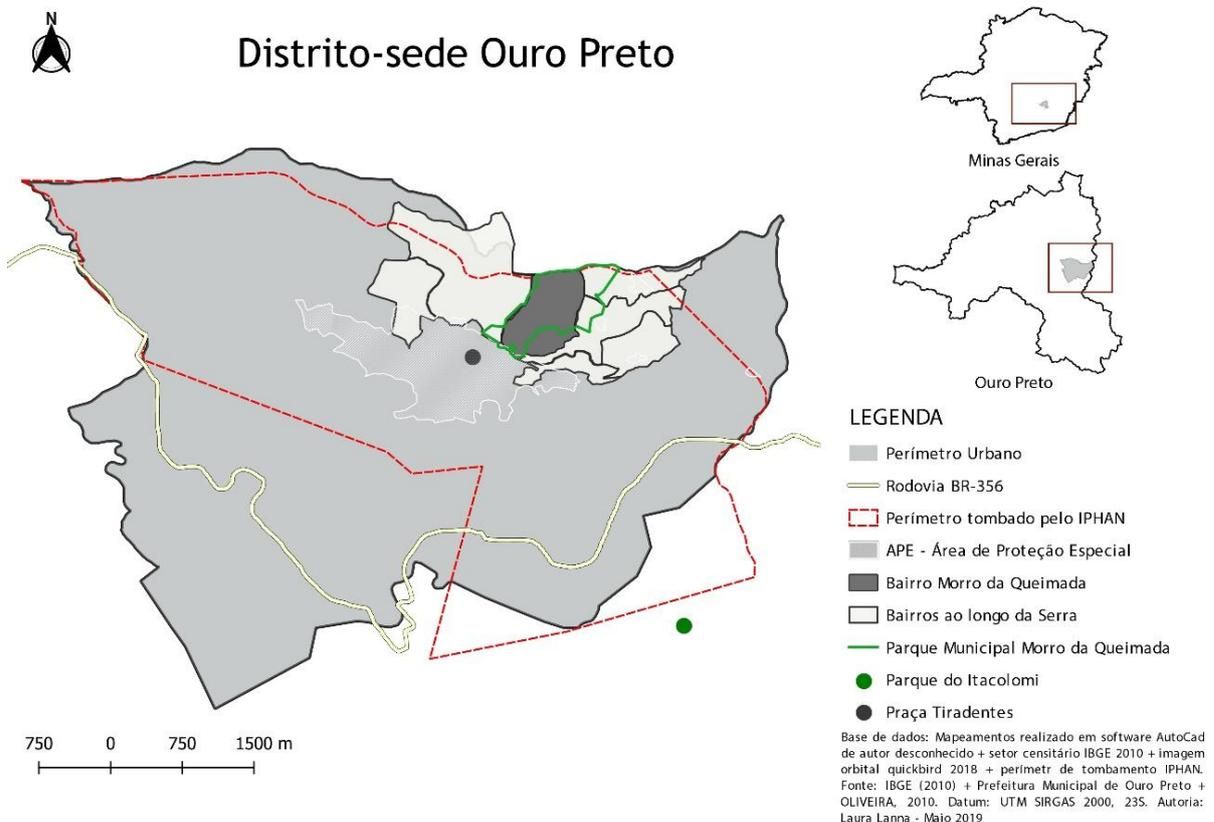 N
Distrito-sede Ouro Preto
Minas Gerais
Ouro Preto
LEGENDA
Perímetro Urbano
Rodovia BR-356
Perímetro tombado pelo IPHAN
APE - Área de Proteção Especial
Bairro Morro da Queimada
Bairros ao longo da Serra
Parque Municipal Morro da Queimada
Parque do Itacolomi
Praça Tiradentes
750 0 750 1500 m
Base de dados: Mapeamentos realizado em software AutoCad
de autor desconhecido + setor censitário IBGE 2010 + imagem
orbital quickbird 2018 + perímetr de tombamento IPHAN.
Fonte: IBGE (2010) + Prefeitura Municipal de Ouro Preto +
OLIVEIRA, 2010. Datum: UTM SIRGAS 2000, 23S. Autoria:
Laura Lanna - Maio 2019